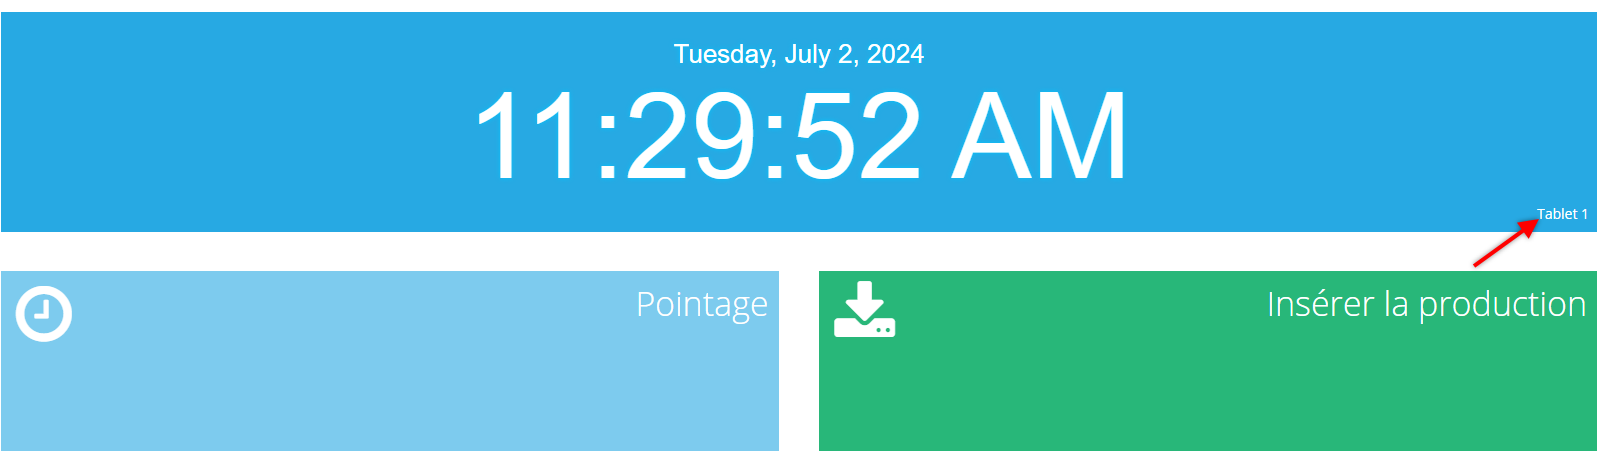 Tuesday, July 2, 2024
11:29:52 AM
Tablet 1
Pointage
Insérer la production